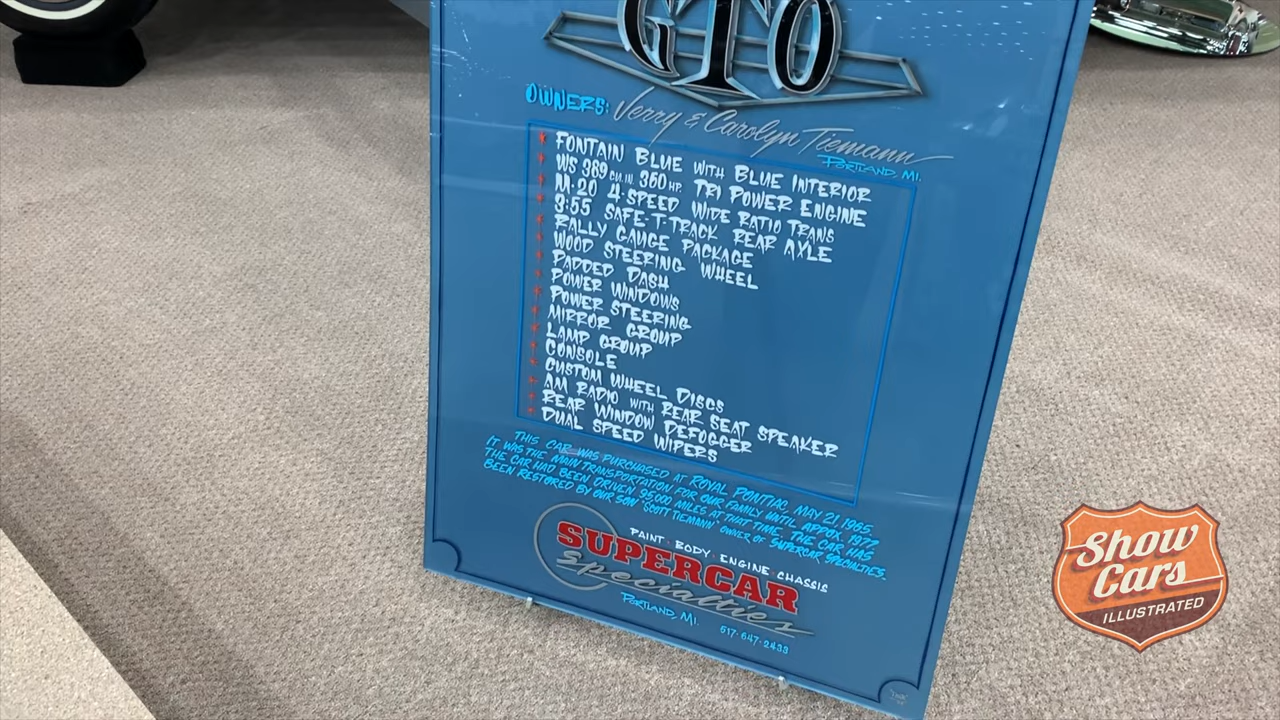 GTO
OWNERS: Jerry & Carolyn Tiemann
PORTLAND, MI.
* FONTAIN BLUE WITH BLUE INTERIOR
* WS 389 CU. IN. 360 HP. TRI POWER ENGINE
* M-20 4-SPEED WIDE RATIO TRANS
* 3:55 SAFE-T-TRACK REAR AXLE
* RALLY GAUGE PACKAGE
* WOOD STEERING WHEEL
* PADDED DASH
* POWER WINDOWS
* POWER STEERING
* MIRROR GROUP
* LAMP GROUP
* CONSOLE
* CUSTOM WHEEL DISCS
* AM RADIO WITH REAR SEAT SPEAKER
* REAR WINDOW DEFOGGER
* DUAL SPEED WIPERS
THIS CAR WAS PURCHASED AT ROYAL PONTIAC, MAY 21, 1965.
IT WAS THE MAIN TRANSPORTATION FOR OUR FAMILY UNTIL APPOX. 1972
THE CAR HAD BEEN DRIVEN 95,000 MILES AT THAT TIME. THE CAR HAS
BEEN RESTORED BY OUR SON "SCOTT TIEMANN" OWNER OF SUPERCAR SPECIALTIES.
PAINT · BODY · ENGINE · CHASSIS
SUPERCAR
Specialties
PORTLAND, MI.
517-647-2433
Show
Cars
ILLUSTRATED